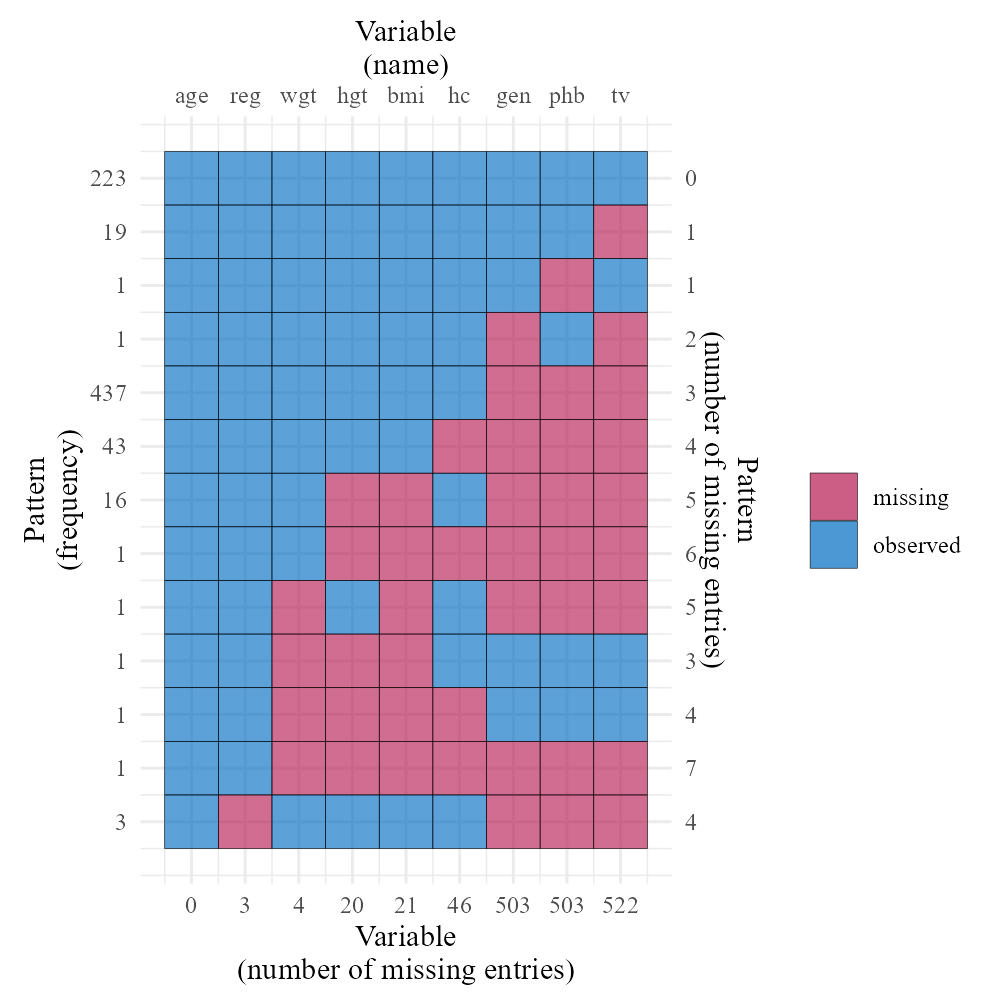 Variable
(name)
age reg wgt hgt bmi hc gen phb tv
223 0
19 1
1 1
1 2
437 3
43 4
16 5
1 6
1 5
1 3
1 4
1 7
3 4
Pattern
(frequency)
Pattern
(number of missing entries)
missing
observed
0 3 4 20 21 46 503 503 522
Variable
(number of missing entries)